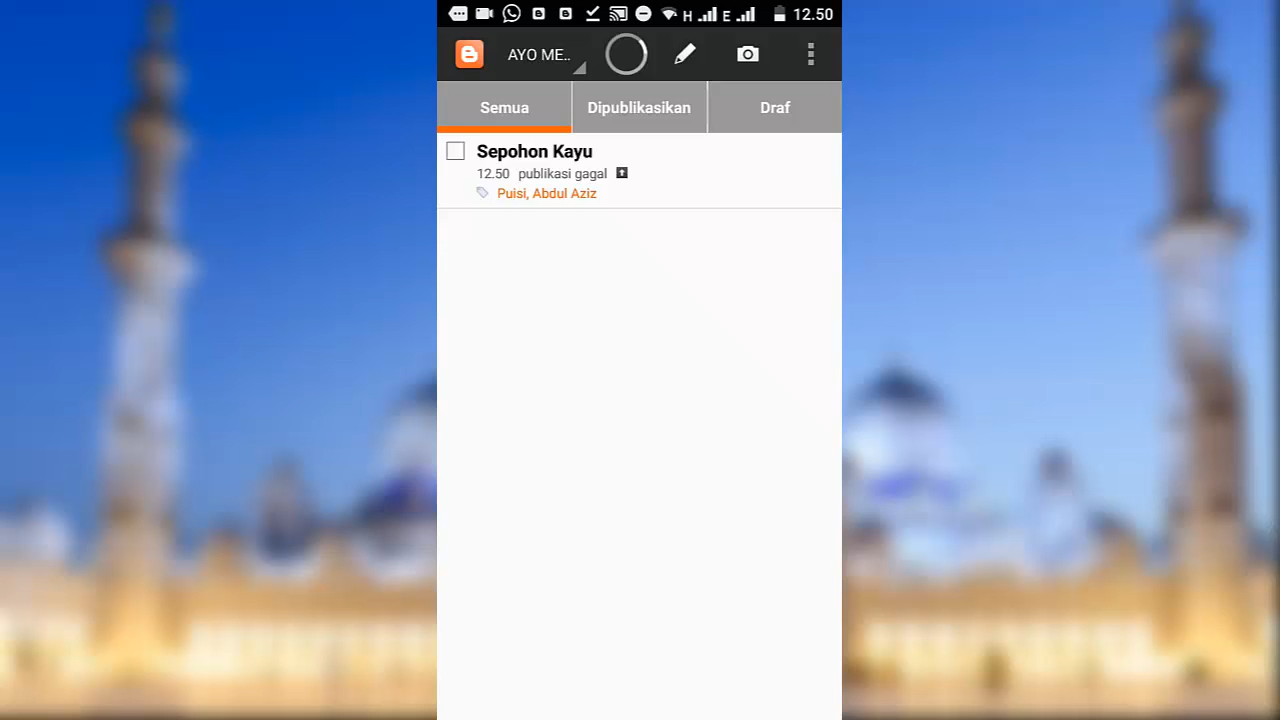 H E 12.50
AYO ME..
Semua Dipublikasikan Draf
Sepohon Kayu
12.50 publikasi gagal
Puisi, Abdul Aziz